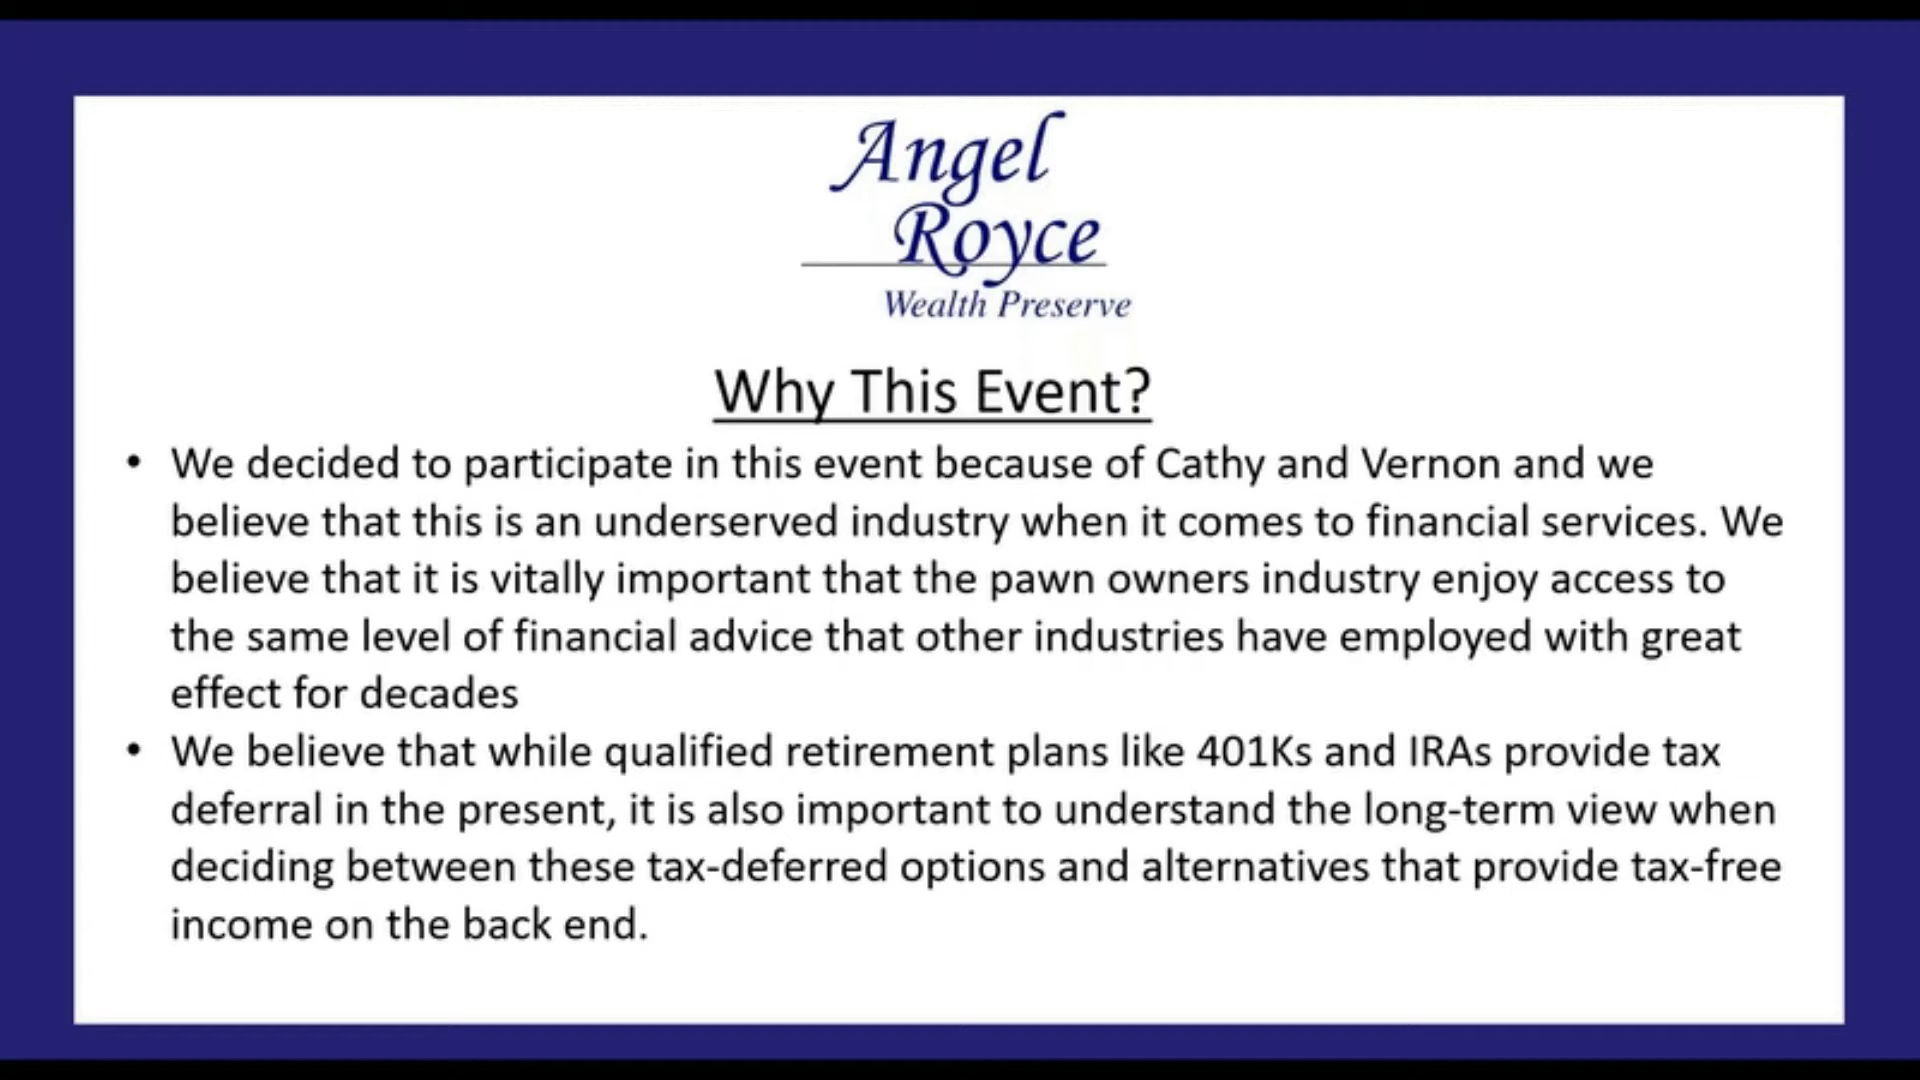 Angel
Royce
Wealth Preserve
Why This Event?
• We decided to participate in this event because of Cathy and Vernon and we
believe that this is an underserved industry when it comes to financial services. We
believe that it is vitally important that the pawn owners industry enjoy access to
the same level of financial advice that other industries have employed with great
effect for decades
• We believe that while qualified retirement plans like 401Ks and IRAs provide tax
deferral in the present, it is also important to understand the long-term view when
deciding between these tax-deferred options and alternatives that provide tax-free
income on the back end.